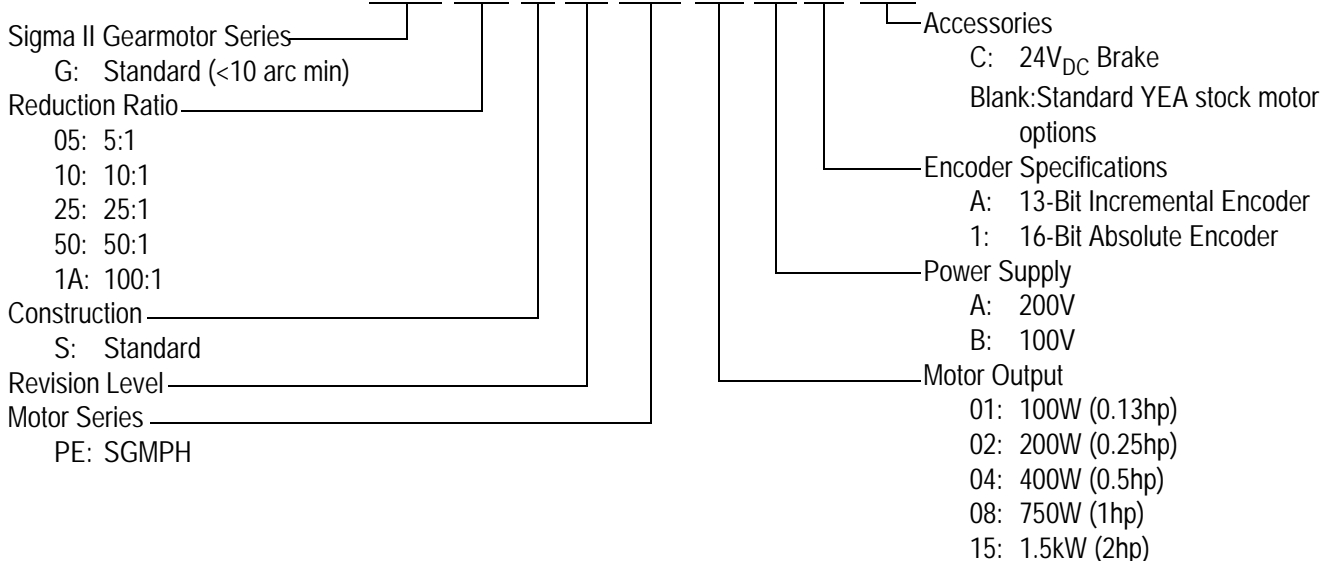 Sigma II Gearmotor Series
G: Standard (<10 arc min)
Reduction Ratio
05: 5:1
10: 10:1
25: 25:1
50: 50:1
1A: 100:1
Construction
S: Standard
Revision Level
Motor Series
PE: SGMPH
Accessories
C: 24VDC Brake
Blank:Standard YEA stock motor
options
Encoder Specifications
A: 13-Bit Incremental Encoder
1: 16-Bit Absolute Encoder
Power Supply
A: 200V
B: 100V
Motor Output
01: 100W (0.13hp)
02: 200W (0.25hp)
04: 400W (0.5hp)
08: 750W (1hp)
15: 1.5kW (2hp)